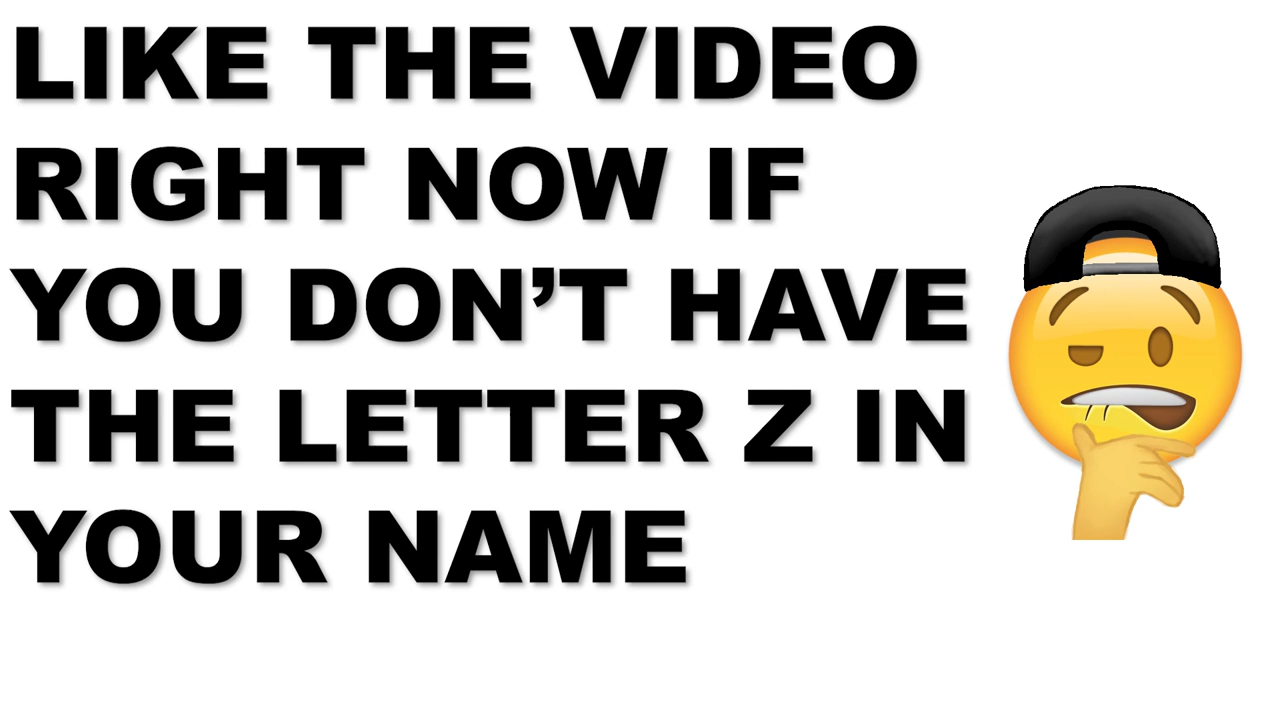 LIKE THE VIDEO
RIGHT NOW IF
YOU DON’T HAVE
THE LETTER Z IN
YOUR NAME